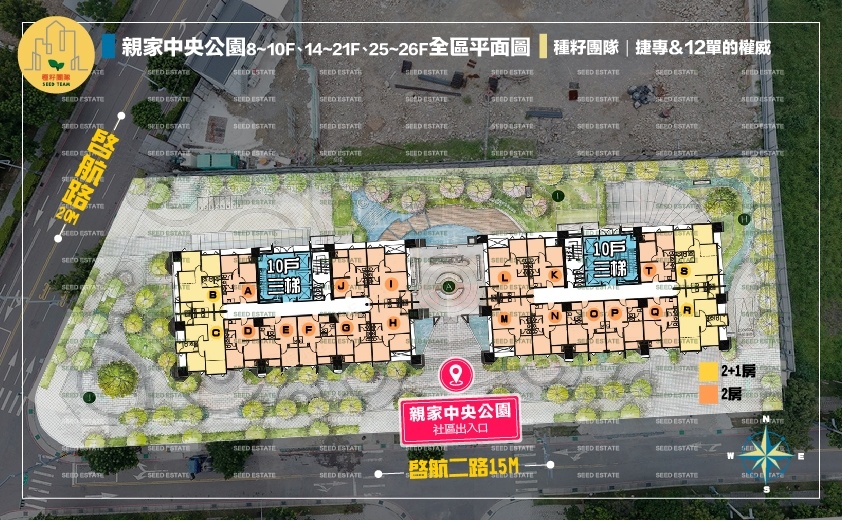 種籽團隊
SEED TEAM
親家中央公園8~10F、14~21F、25~26F全區平面圖
種籽團隊｜捷專&12單的權威
啓航路
20M
10戶
三梯
10戶
三梯
B
A
J
I
C
D
E
F
G
H
L
K
T
S
M
N
O
P
Q
R
A
I
H
2+1房
2房
親家中央公園
社區出入口
啓航二路15M
N
W
E
S
SEED ESTATE